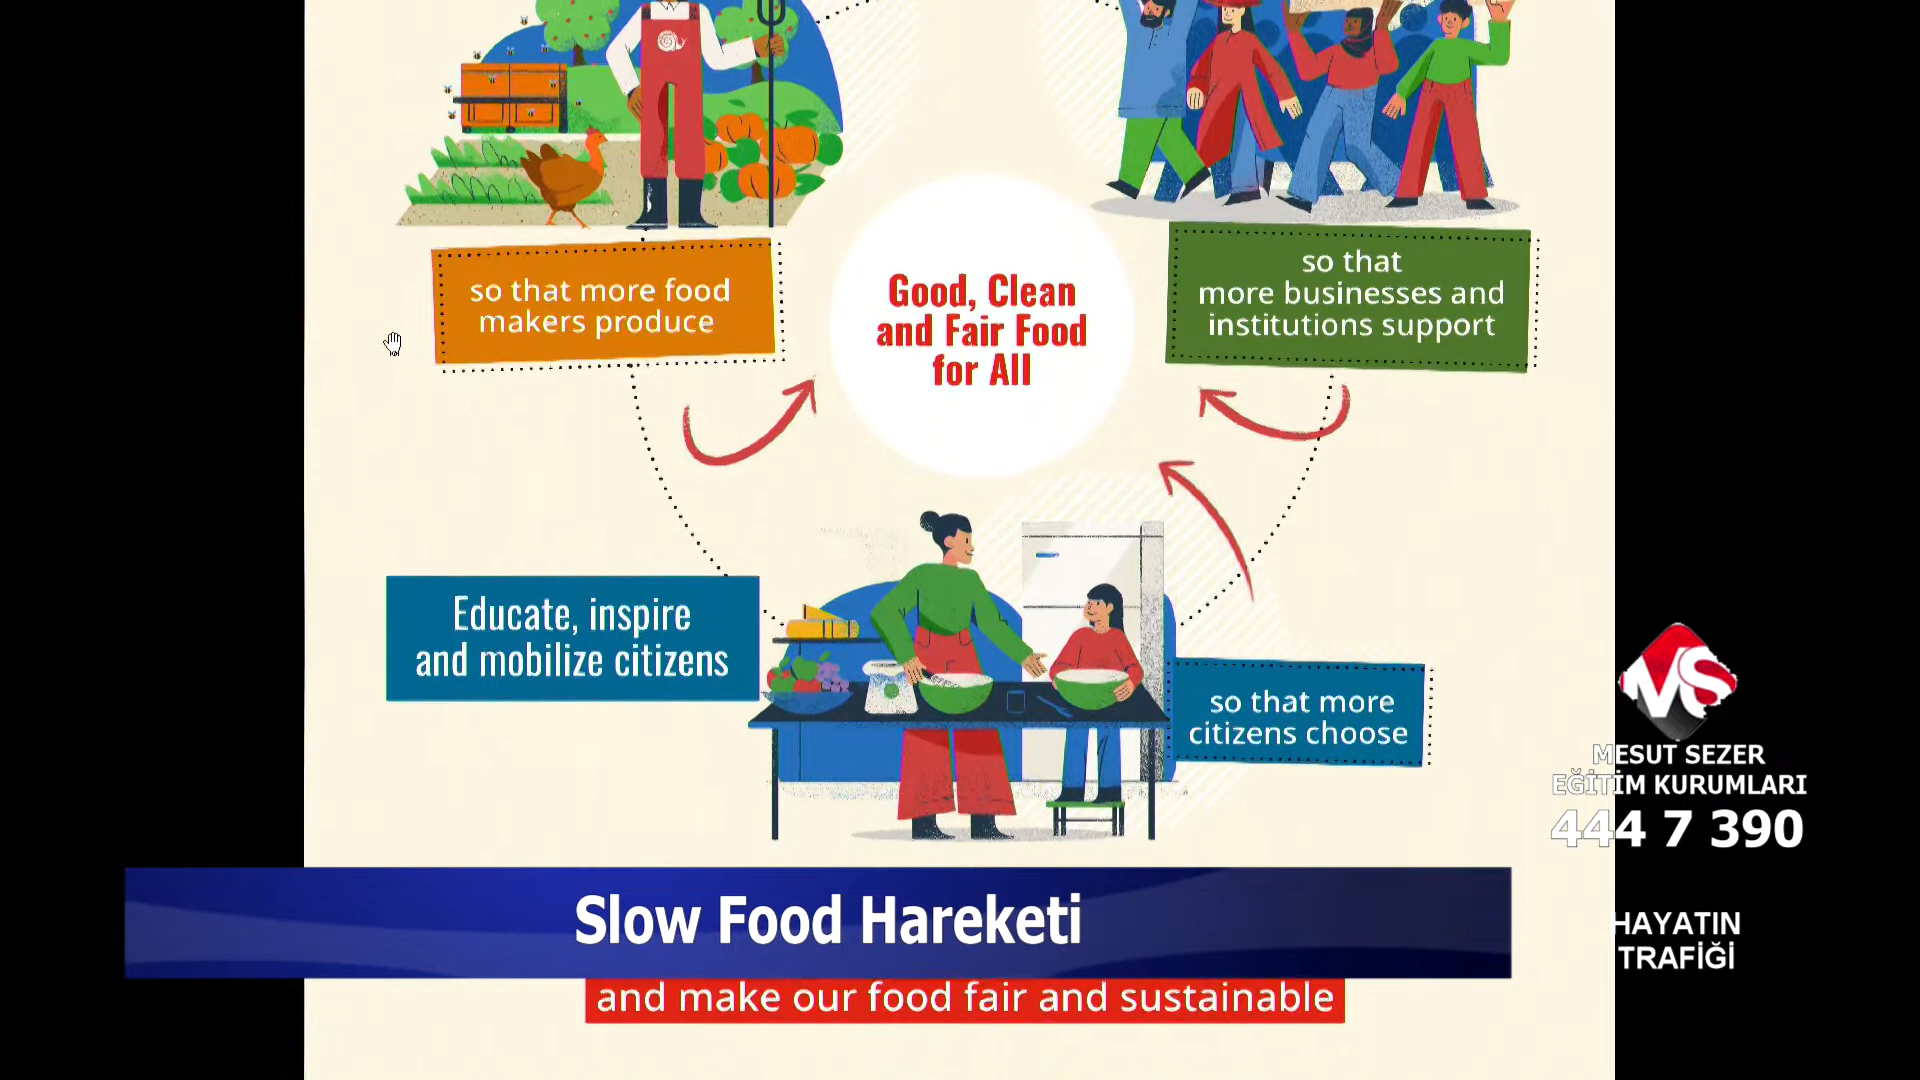 so that more food
makers produce
Good, Clean
and Fair Food
for All
so that
more businesses and
institutions support
Educate, inspire
and mobilize citizens
so that more
citizens choose
MS
MESUT SEZER
EĞİTİM KURUMLARI
444 7 390
Slow Food Hareketi
HAYATIN
TRAFİĞİ
and make our food fair and sustainable